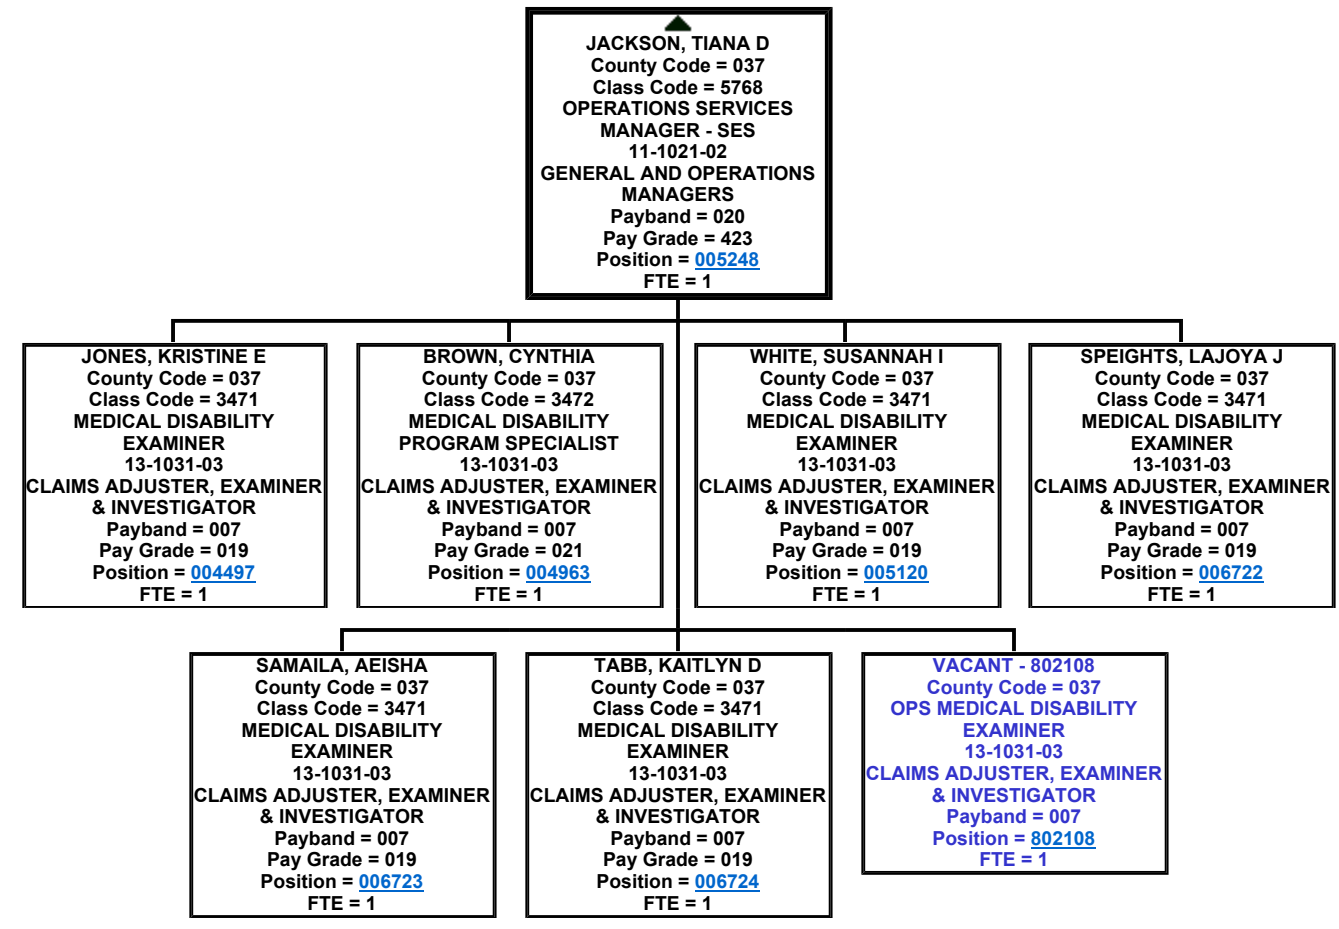 JACKSON, TIANA D
County Code = 037
Class Code = 5768
OPERATIONS SERVICES
MANAGER - SES
11-1021-02
GENERAL AND OPERATIONS
MANAGERS
Payband = 020
Pay Grade = 423
Position = 005248
FTE = 1
JONES, KRISTINE E
County Code = 037
Class Code = 3471
MEDICAL DISABILITY
EXAMINER
13-1031-03
CLAIMS ADJUSTER, EXAMINER
& INVESTIGATOR
Payband = 007
Pay Grade = 019
Position = 004497
FTE = 1
BROWN, CYNTHIA
County Code = 037
Class Code = 3472
MEDICAL DISABILITY
PROGRAM SPECIALIST
13-1031-03
CLAIMS ADJUSTER, EXAMINER
& INVESTIGATOR
Payband = 007
Pay Grade = 021
Position = 004963
FTE = 1
WHITE, SUSANNAH I
County Code = 037
Class Code = 3471
MEDICAL DISABILITY
EXAMINER
13-1031-03
CLAIMS ADJUSTER, EXAMINER
& INVESTIGATOR
Payband = 007
Pay Grade = 019
Position = 005120
FTE = 1
SPEIGHTS, LAJOYA J
County Code = 037
Class Code = 3471
MEDICAL DISABILITY
EXAMINER
13-1031-03
CLAIMS ADJUSTER, EXAMINER
& INVESTIGATOR
Payband = 007
Pay Grade = 019
Position = 006722
FTE = 1
SAMAILA, AEISHA
County Code = 037
Class Code = 3471
MEDICAL DISABILITY
EXAMINER
13-1031-03
CLAIMS ADJUSTER, EXAMINER
& INVESTIGATOR
Payband = 007
Pay Grade = 019
Position = 006723
FTE = 1
TABB, KAITLYN D
County Code = 037
Class Code = 3471
MEDICAL DISABILITY
EXAMINER
13-1031-03
CLAIMS ADJUSTER, EXAMINER
& INVESTIGATOR
Payband = 007
Pay Grade = 019
Position = 006724
FTE = 1
VACANT - 802108
County Code = 037
OPS MEDICAL DISABILITY
EXAMINER
13-1031-03
CLAIMS ADJUSTER, EXAMINER
& INVESTIGATOR
Payband = 007
Position = 802108
FTE = 1